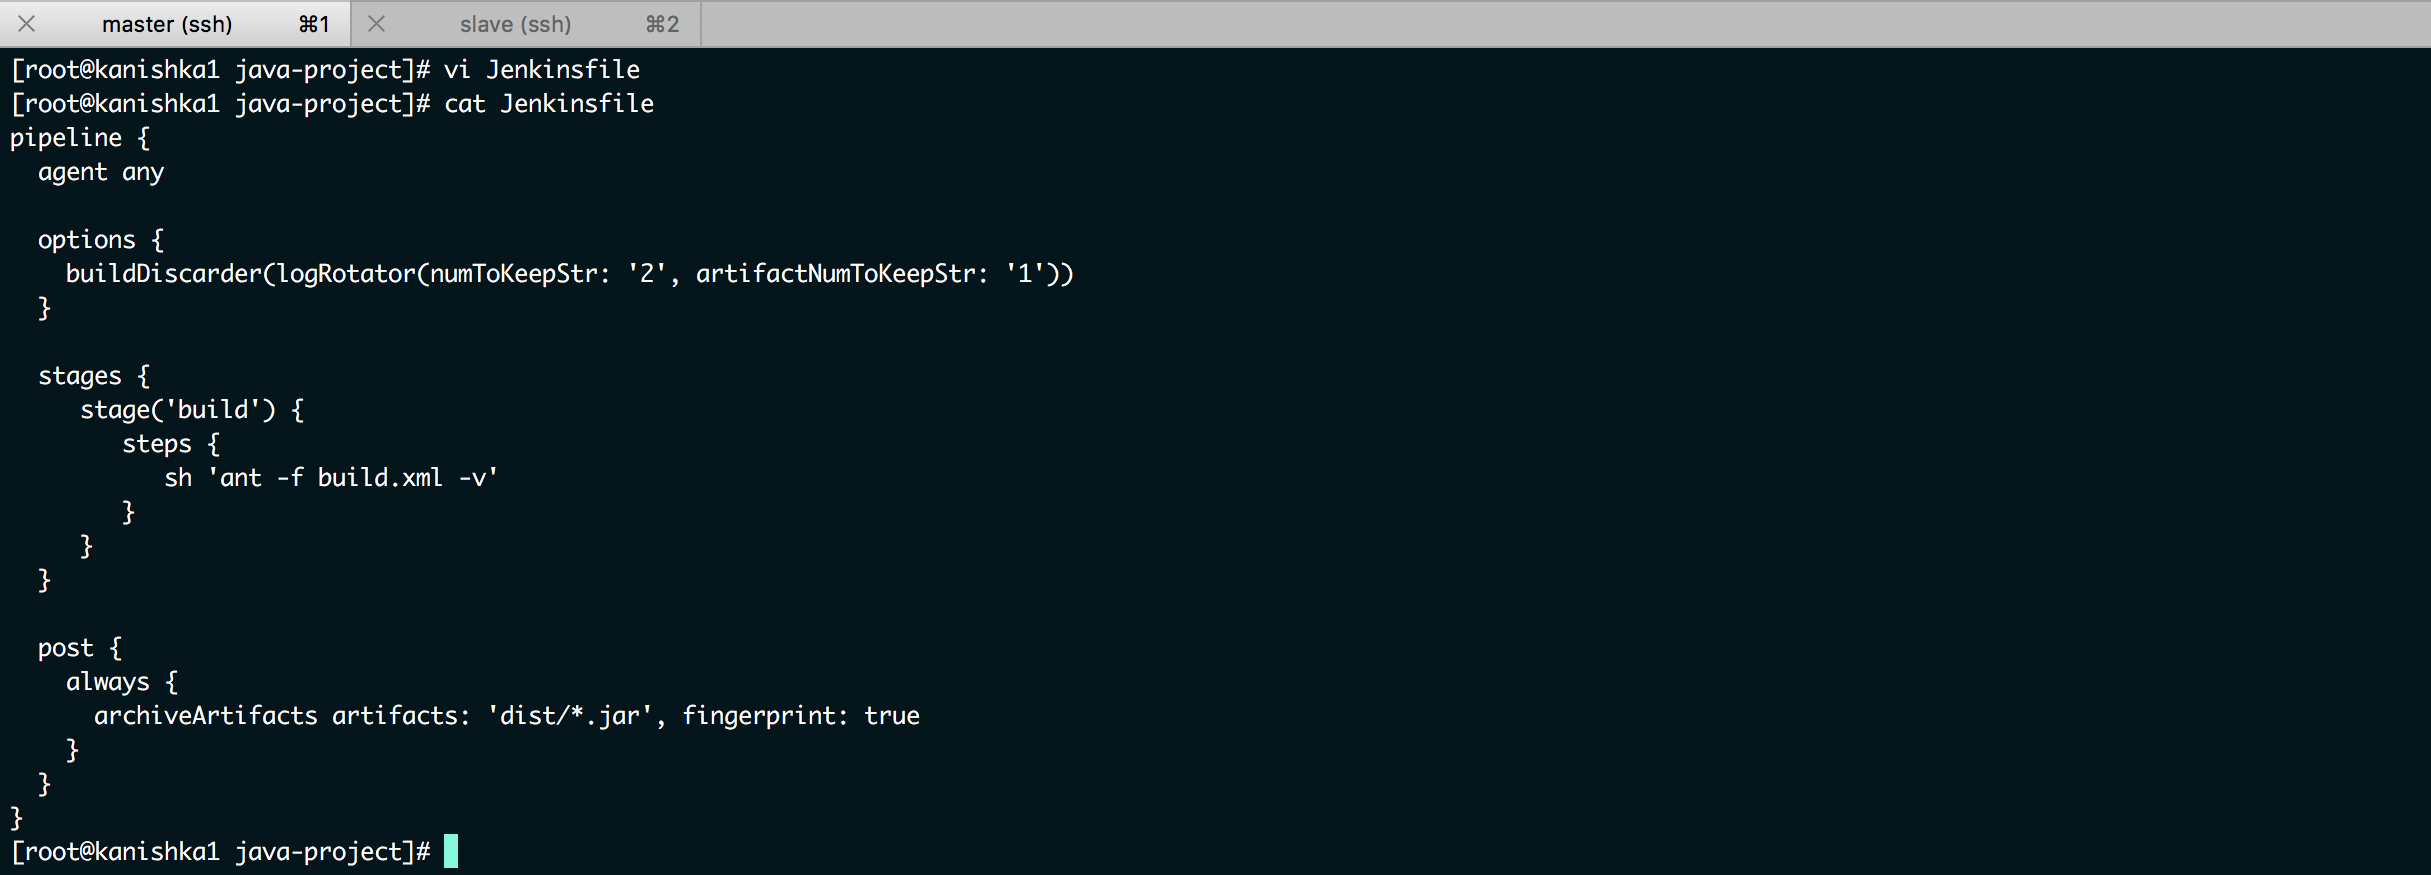 master (ssh) ⌘1 slave (ssh) ⌘2
[root@kanishka1 java-project]# vi Jenkinsfile
[root@kanishka1 java-project]# cat Jenkinsfile
pipeline {
  agent any

  options {
    buildDiscarder(logRotator(numToKeepStr: '2', artifactNumToKeepStr: '1'))
  }

  stages {
     stage('build') {
        steps {
           sh 'ant -f build.xml -v'
        }
     }
  }

  post {
    always {
      archiveArtifacts artifacts: 'dist/*.jar', fingerprint: true
    }
  }
}
[root@kanishka1 java-project]#